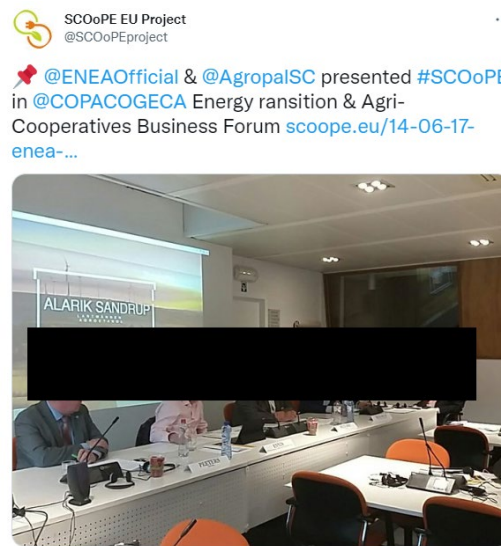 SCOoPE EU Project
@SCOoPEproject
@ENEAOfficial & @AgropalSC presented #SCOoPE
in @COPACOGECA Energy ransition & Agri-
Cooperatives Business Forum scoope.eu/14-06-17-
enea-...
ALARIK SANDRUP
PEETERS